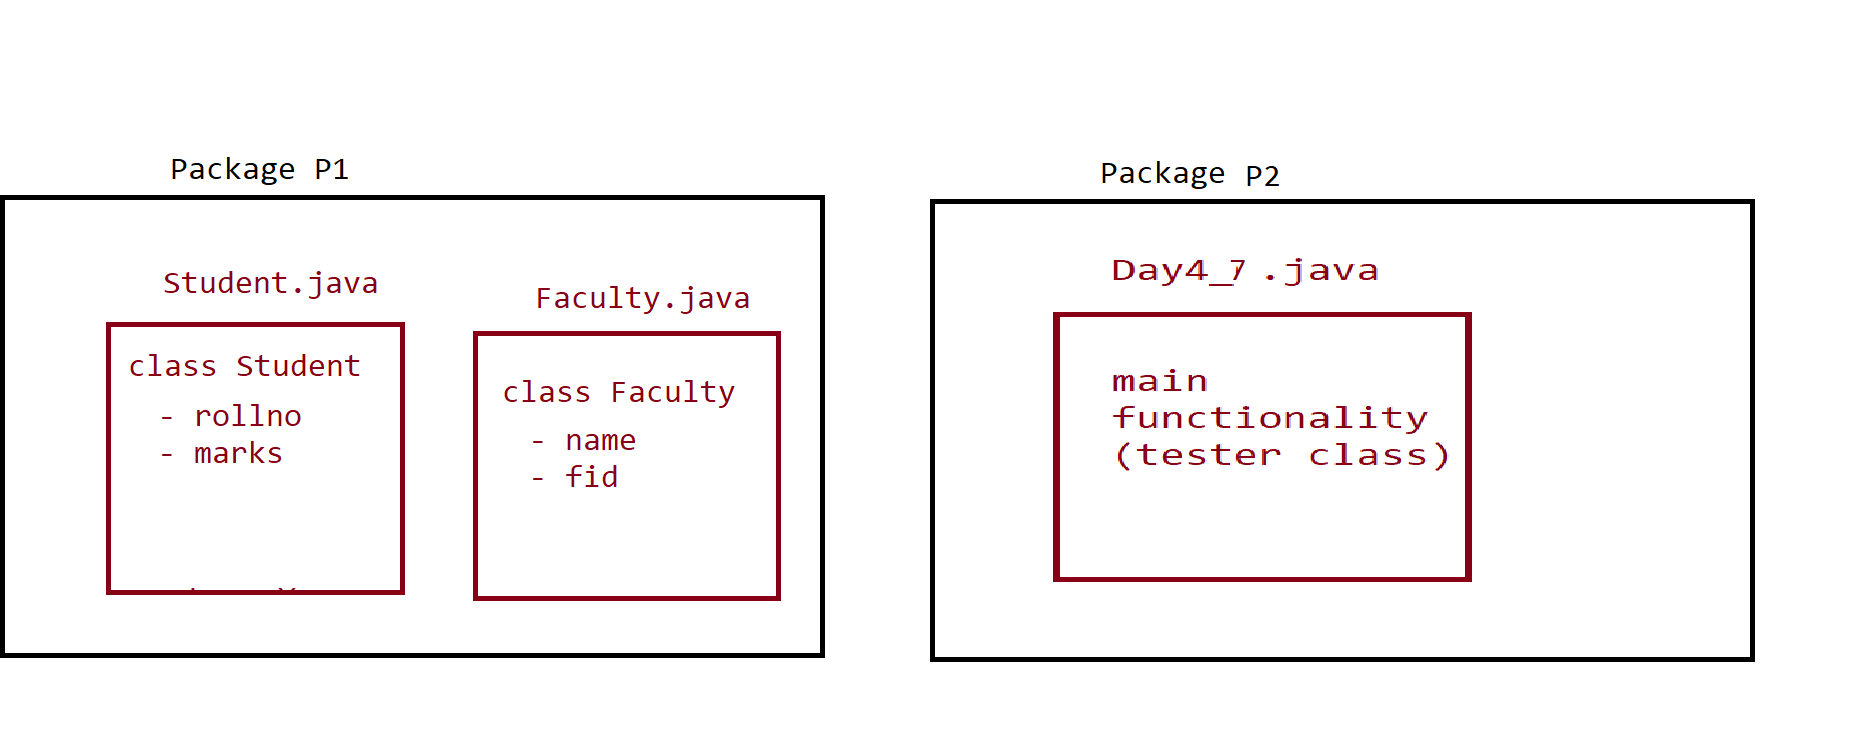 Package P1
Student.java
class Student
- rollno
- marks
Faculty.java
class Faculty
- name
- fid
Package P2
Day4_7 .java
main
functionality
(tester class)